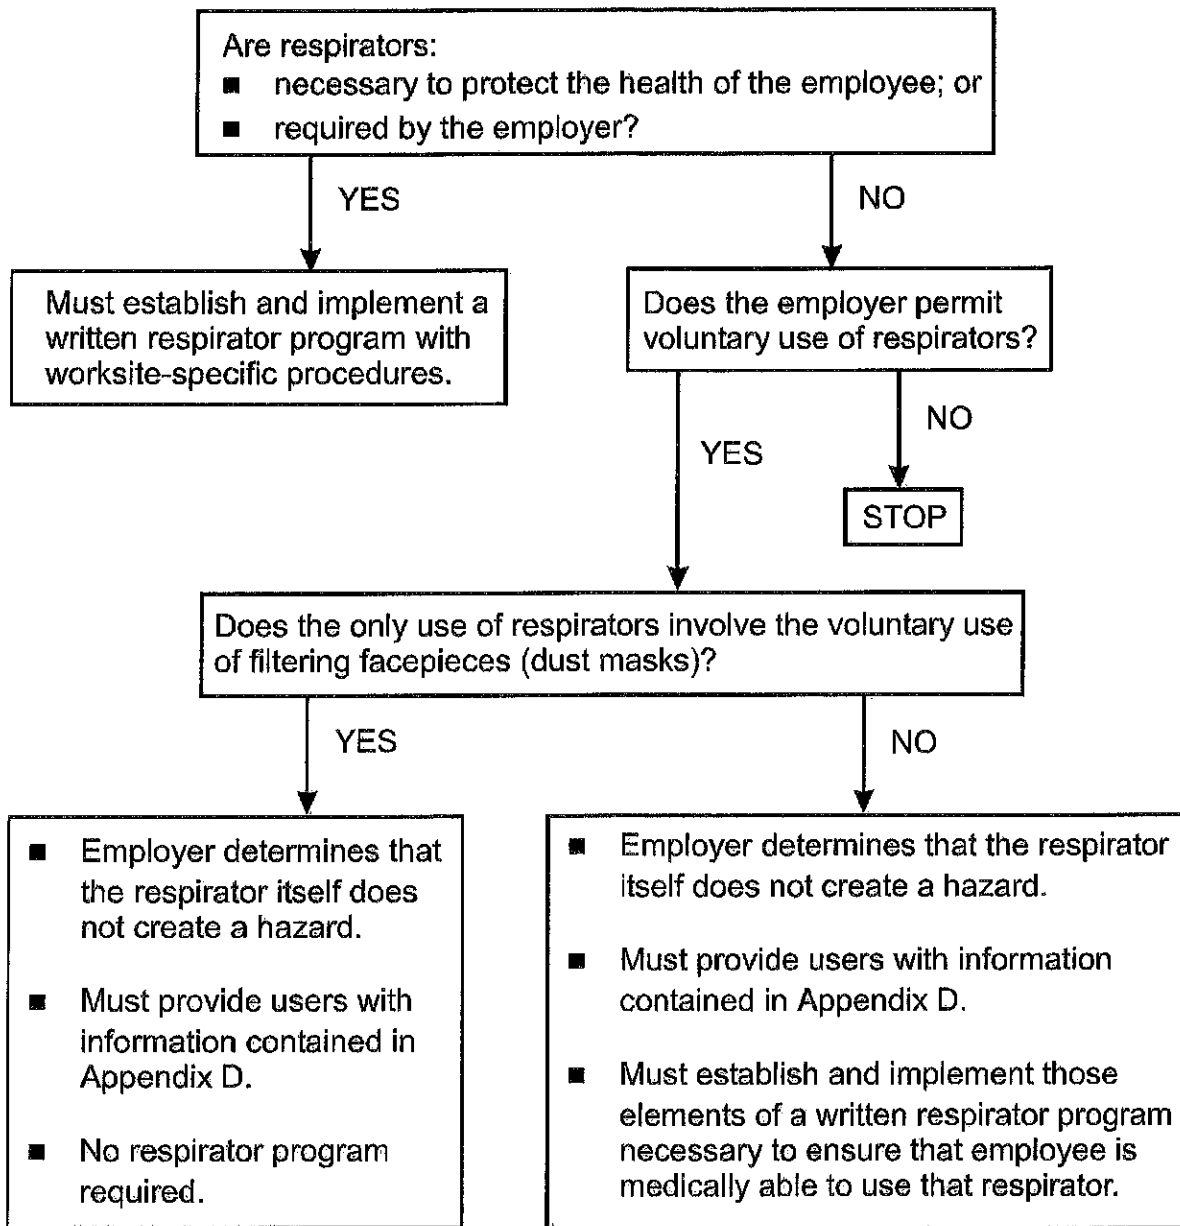 Are respirators:
■ necessary to protect the health of the employee; or
■ required by the employer?
YES
NO
Must establish and implement a
written respirator program with
worksite-specific procedures.
Does the employer permit
voluntary use of respirators?
YES
NO
STOP
Does the only use of respirators involve the voluntary use
of filtering facepieces (dust masks)?
YES
NO
■ Employer determines that
the respirator itself does
not create a hazard.
■ Must provide users with
information contained in
Appendix D.
■ No respirator program
required.
■ Employer determines that the respirator
itself does not create a hazard.
■ Must provide users with information
contained in Appendix D.
■ Must establish and implement those
elements of a written respirator program
necessary to ensure that employee is
medically able to use that respirator.